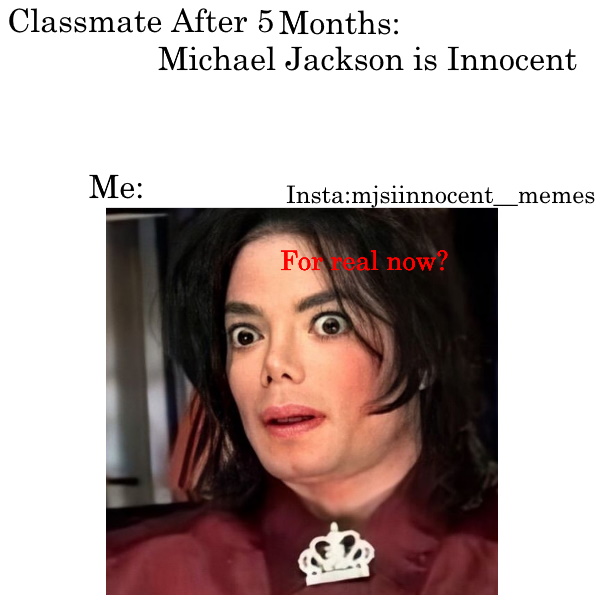 Classmate After 5 Months:
Michael Jackson is Innocent
Me:
Insta:mjsiinnocent__memes
For real now?